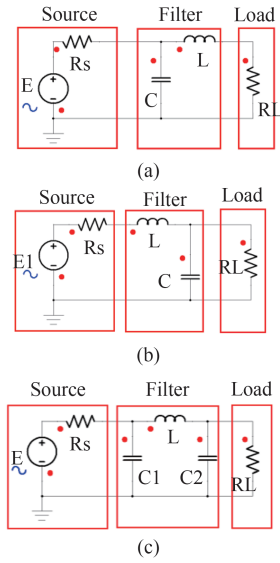 Source Filter Load
E + − Rs C L RL
(a)
Source Filter Load
E1 + − Rs L C RL
(b)
Source Filter Load
E + − Rs C1 L C2 RL
(c)